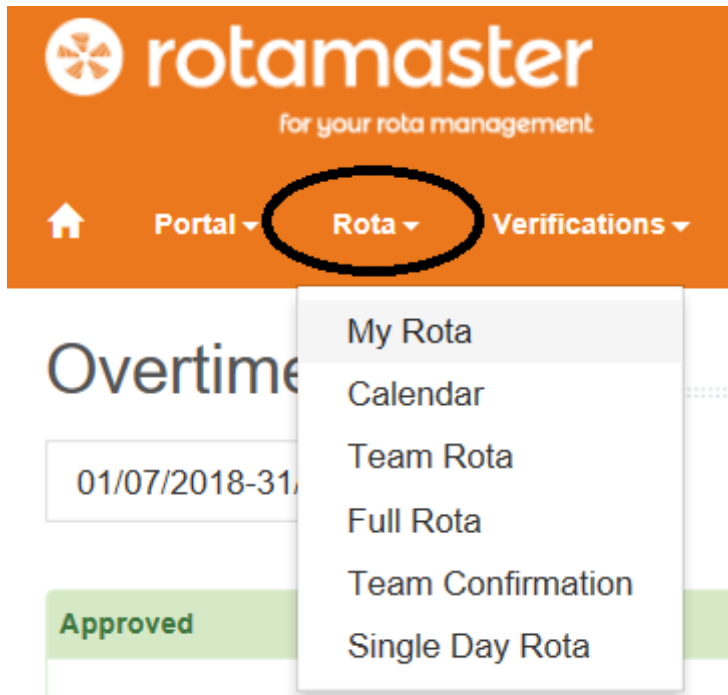 rotamaster
for your rota management
Portal Rota Verifications
My Rota
Overtime
Calendar
Team Rota
01/07/2018-31/
Full Rota
Team Confirmation
Approved
Single Day Rota